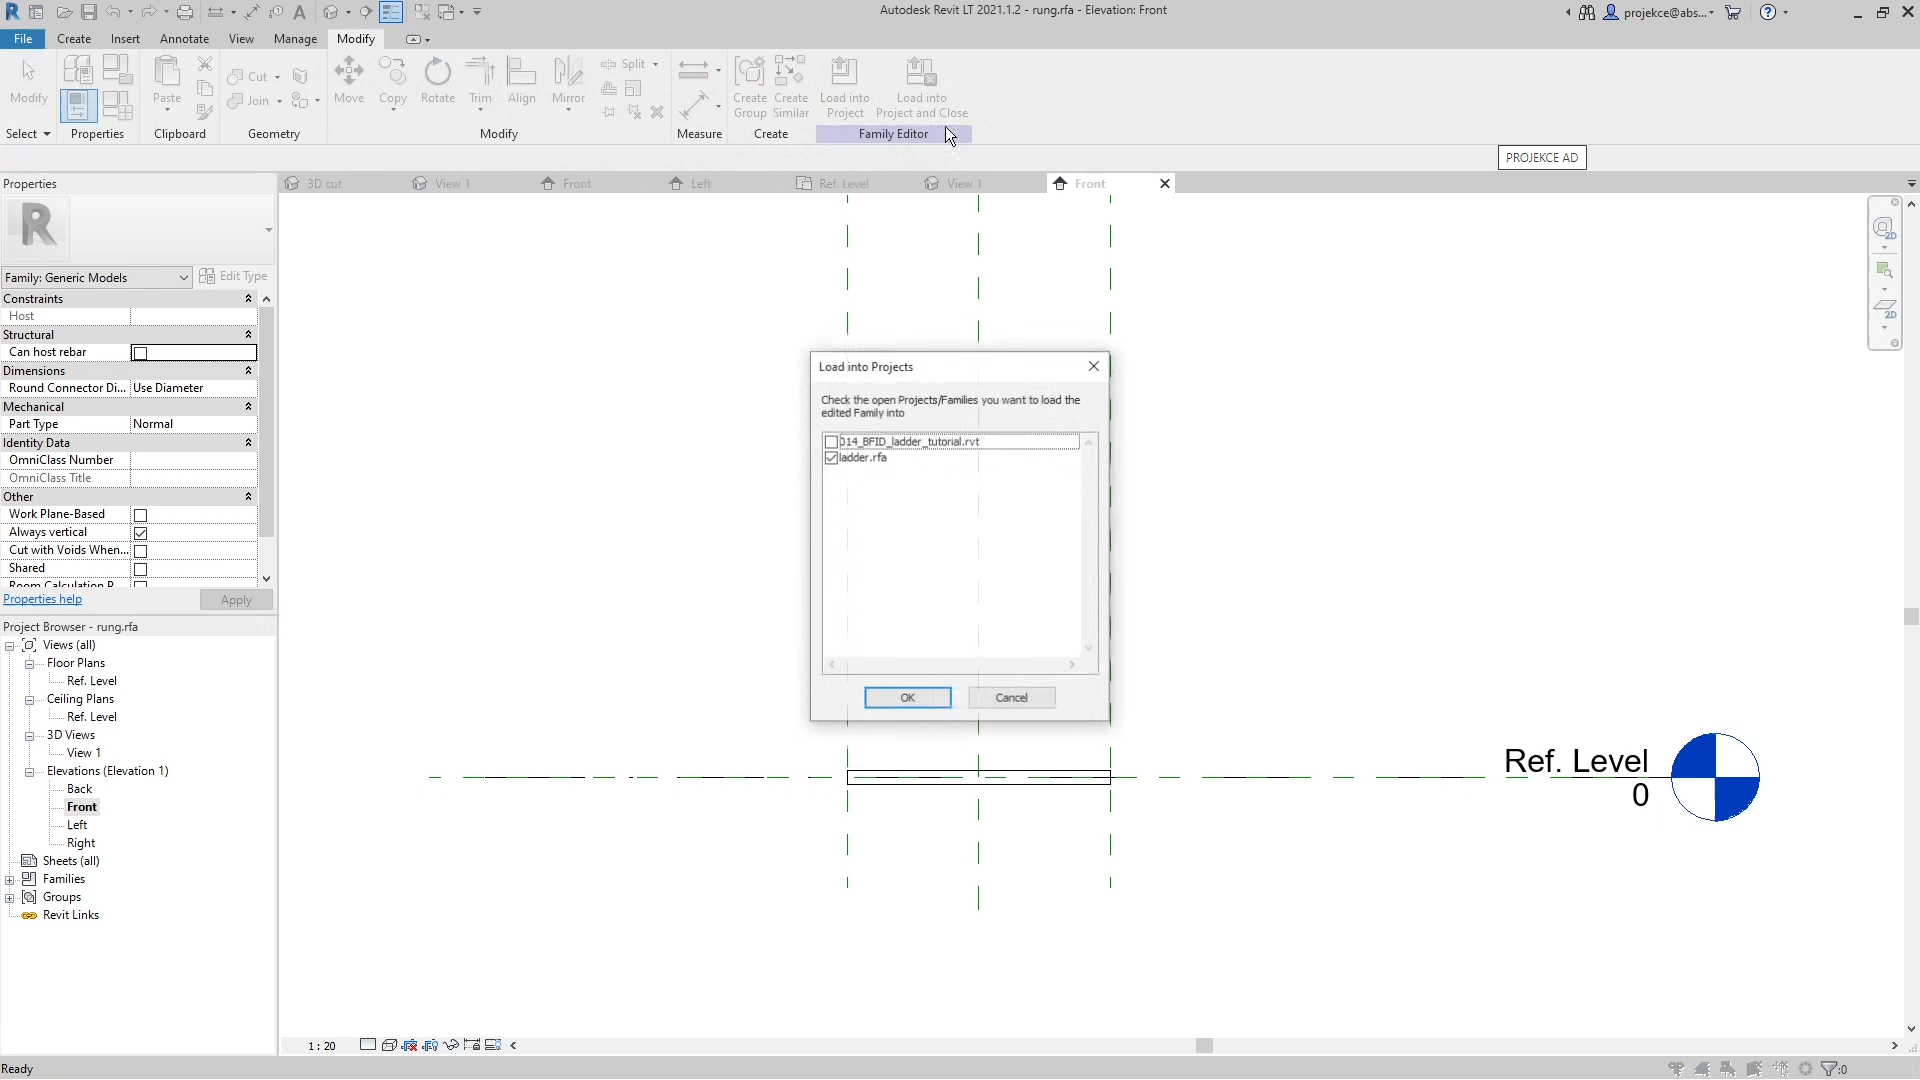 Autodesk Revit LT 2021.1.2 - rung.rfa - Elevation: Front
projekce@abs...
File Create Insert Annotate View Manage Modify
Modify
Paste
Cut
Join
Move Copy Rotate Trim Align Mirror
Split
Create Group
Create Similar
Load into Project
Load into Project and Close
Select Properties Clipboard Geometry Modify Measure Create Family Editor
PROJEKCE AD
Properties
3D cut View 1 Front Left Ref. Level View 1 Front
R
Family: Generic Models
Edit Type
Constraints
Host
Structural
Can host rebar
Dimensions
Round Connector Di... Use Diameter
Mechanical
Part Type Normal
Identity Data
OmniClass Number
OmniClass Title
Other
Work Plane-Based
Always vertical
Cut with Voids When...
Shared
Room Calculation P
Properties help
Apply
Project Browser - rung.rfa
Views (all)
Floor Plans
Ref. Level
Ceiling Plans
Ref. Level
3D Views
View 1
Elevations (Elevation 1)
Back
Front
Left
Right
Sheets (all)
Families
Groups
Revit Links
Load into Projects
Check the open Projects/Families you want to load the
edited Family into
014_BFID_ladder_tutorial.rvt
ladder.rfa
OK Cancel
Ref. Level
0
2D
2D
1 : 20
Ready
:0